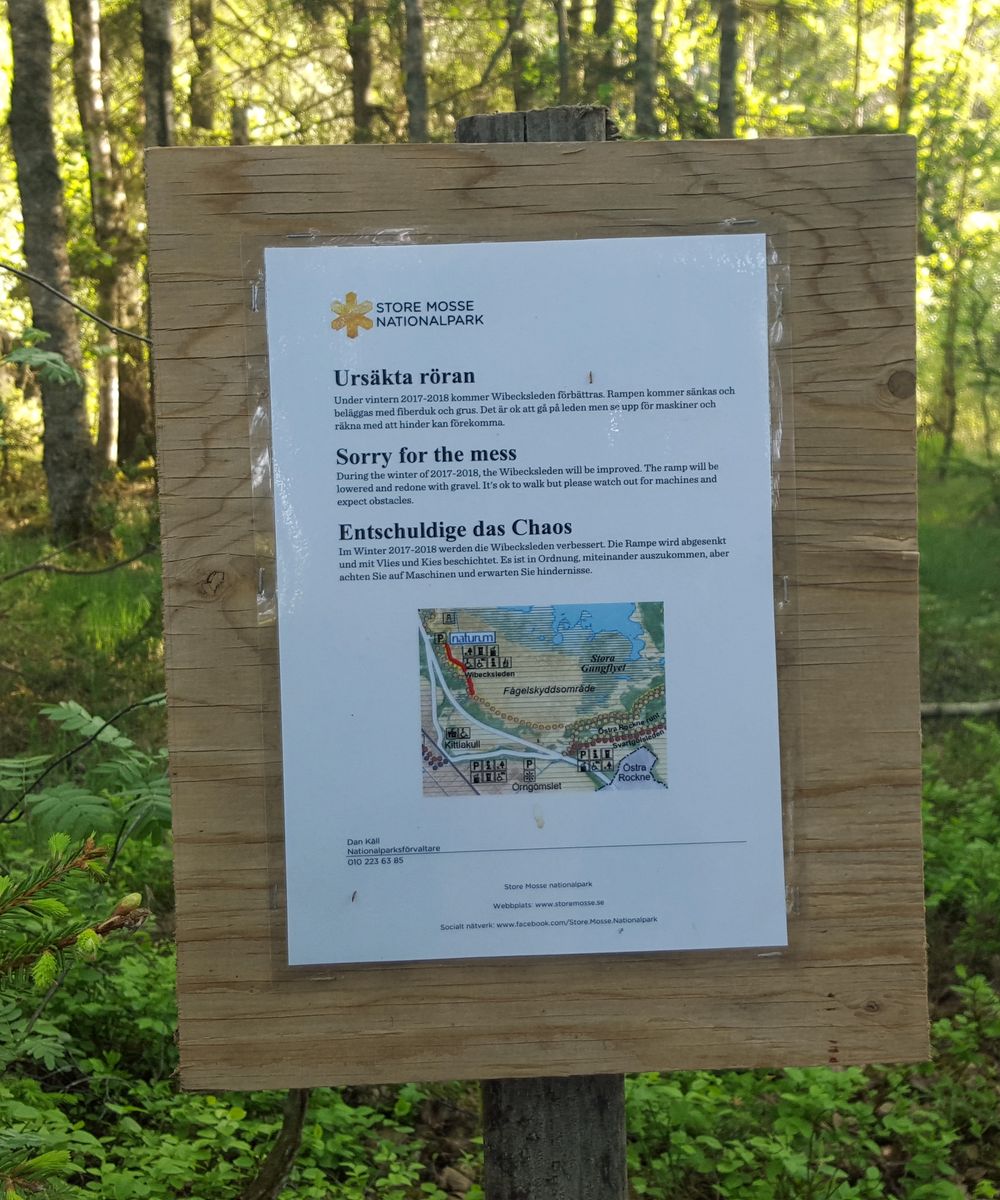 STORE MOSSE
NATIONALPARK
Ursäkta röran
Under vintern 2017-2018 kommer Wibecksleden förbättras. Rampen kommer sänkas och
beläggas med fiberduk och grus. Det är ok att gå på leden men se upp för maskiner och
räkna med att hinder kan förekomma.
Sorry for the mess
During the winter of 2017-2018, the Wibecksleden will be improved. The ramp will be
lowered and redone with gravel. It's ok to walk but please watch out for machines and
expect obstacles.
Entschuldige das Chaos
Im Winter 2017-2018 werden die Wibecksleden verbessert. Die Rampe wird abgesenkt
und mit Vlies und Kies beschichtet. Es ist in Ordnung, miteinander auszukommen, aber
achten Sie auf Maschinen und erwarten Sie hindernisse.
P naturum
Wibecksleden
Stora
Gungflyet
Fågelskyddsområde
Östra Rockne runt
Svartgölsleden
Kittlakull
P
P
P
Östra
Rockne
Örngömslet
Dan Käll
Nationalparksförvaltare
010 223 63 85
Store Mosse nationalpark
Webbplats: www.storemosse.se
Socialt nätverk: www.facebook.com/Store.Mosse.Nationalpark